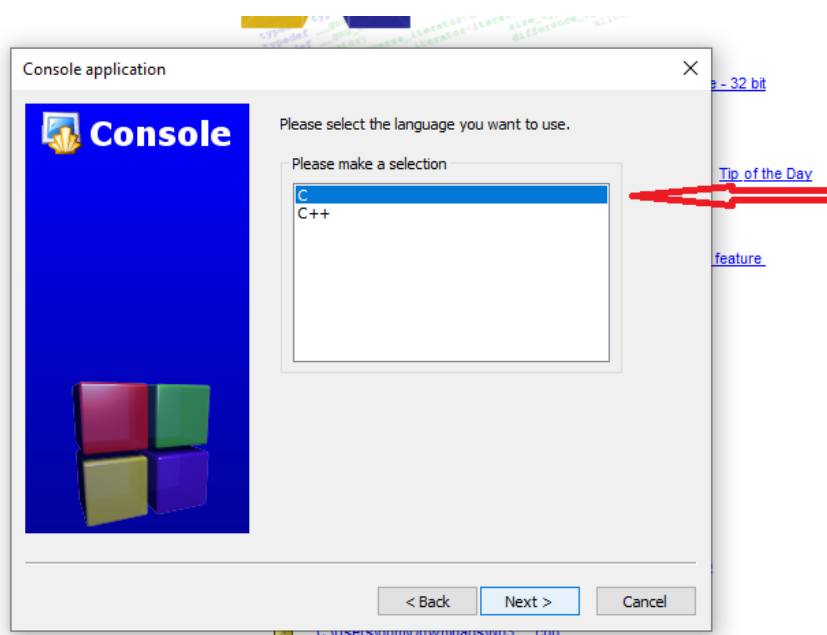 Console application
e - 32 bit
Console
Please select the language you want to use.
Please make a selection
Tip of the Day
C
C++
feature
< Back
Next >
Cancel